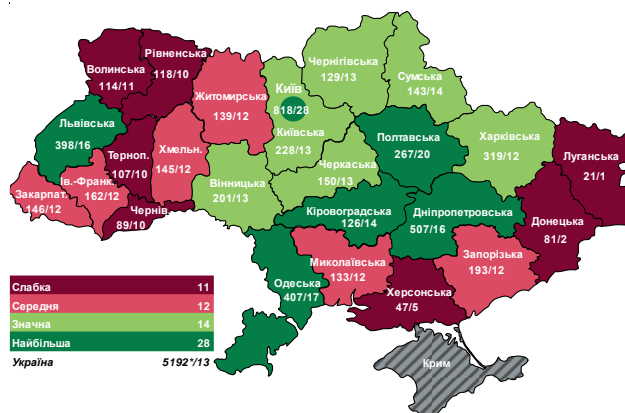 Волинська
114/11
Рівненська
118/10
Житомирська
139/12
Київ
818/28
Київська
228/13
Чернігівська
129/13
Сумська
143/14
Львівська
398/16
Терноп.
107/10
Хмельн.
145/12
Вінницька
201/13
Черкаська
150/13
Полтавська
267/20
Харківська
319/12
Луганська
21/1
Закарпат.
146/12
Ів.-Франк.
162/12
Чернів.
89/10
Кіровоградська
126/14
Дніпропетровська
507/16
Донецька
81/2
Одеська
407/17
Миколаївська
133/12
Херсонська
47/5
Запорізька
193/12
Крим
Слабка 11
Середня 12
Значна 14
Найбільша 28
Україна 5192*/13